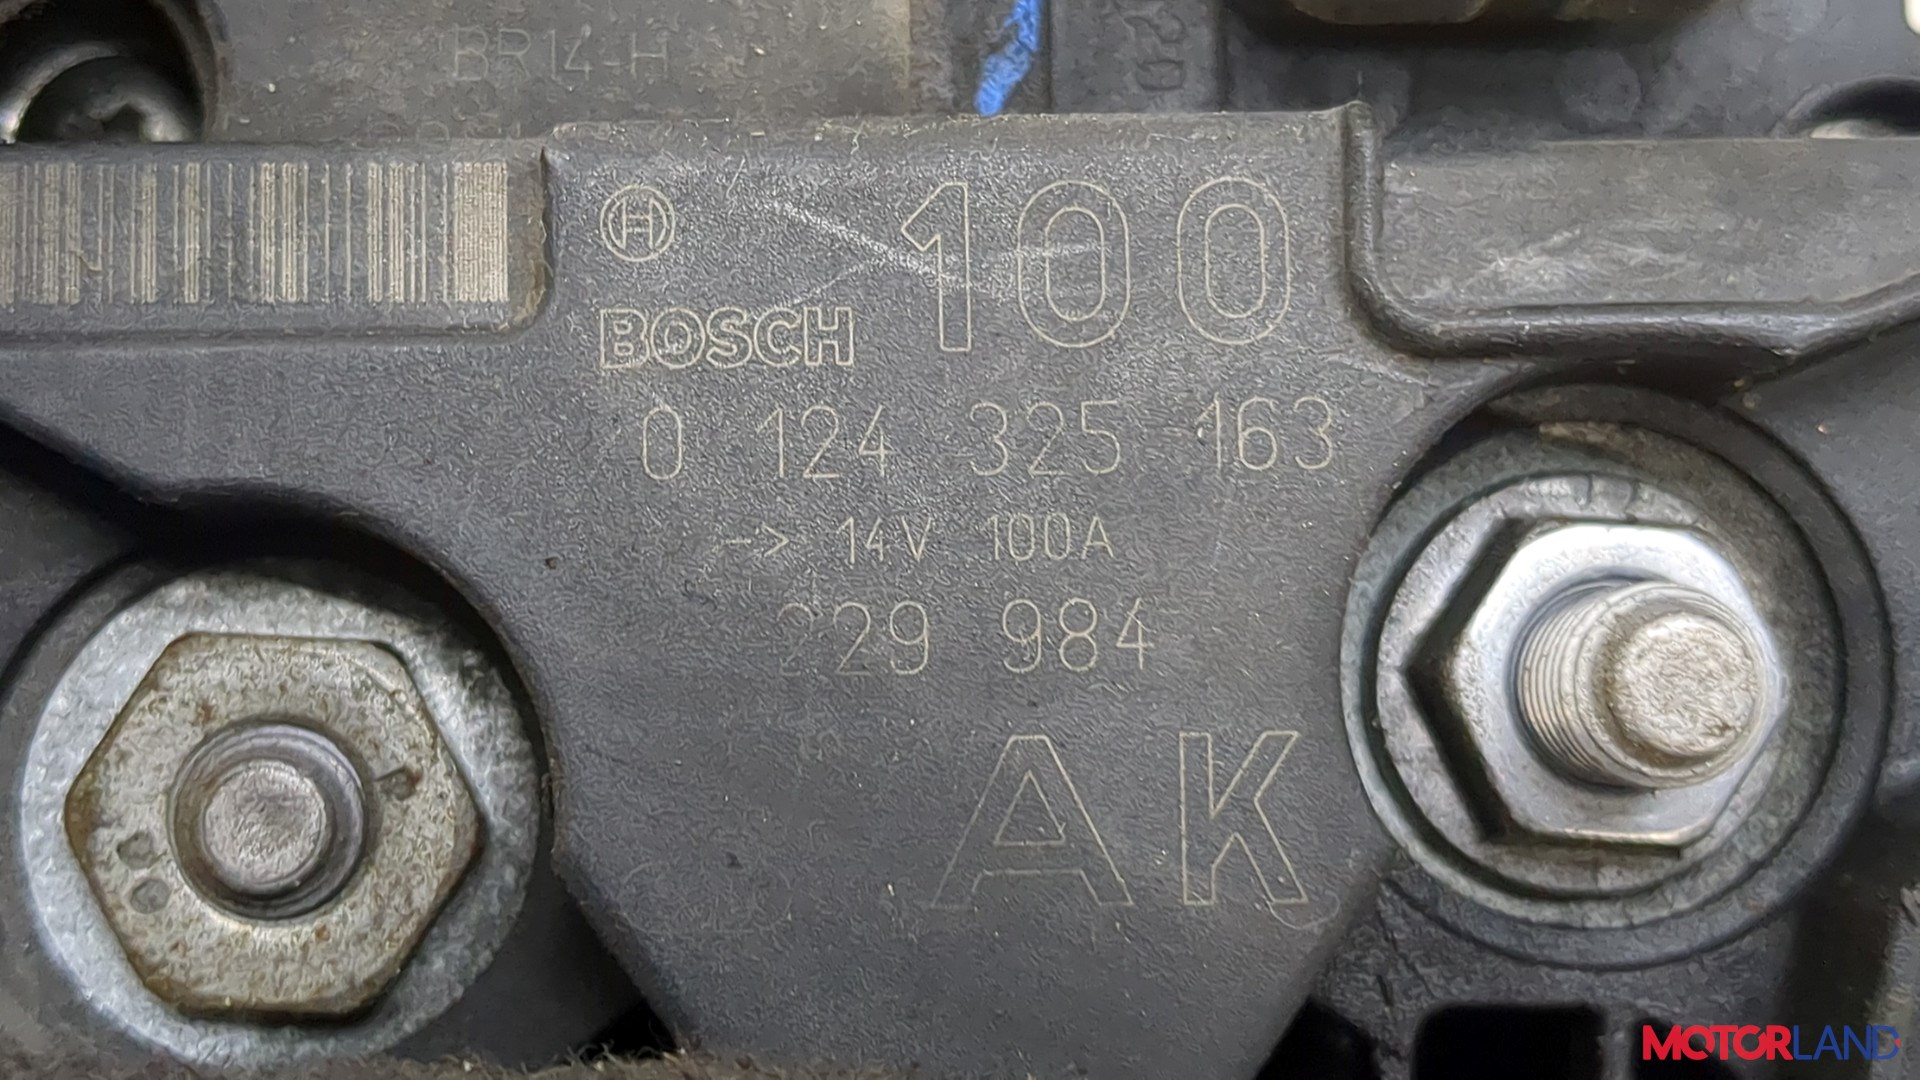 BR14-H
100
BOSCH
0 124 325 163
-> 14V 100A
229 984
AK
MOTORLAND